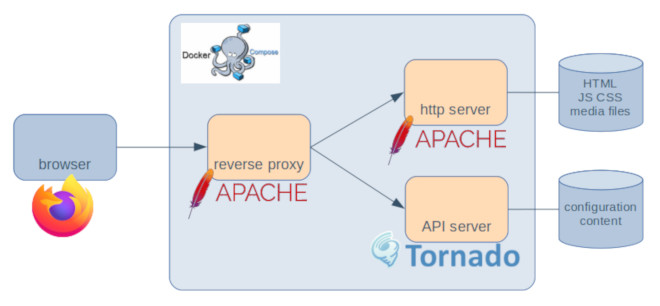 Docker
Compose
browser
reverse proxy
APACHE
http server
APACHE
API server
Tornado
HTML
JS CSS
media files
configuration
content